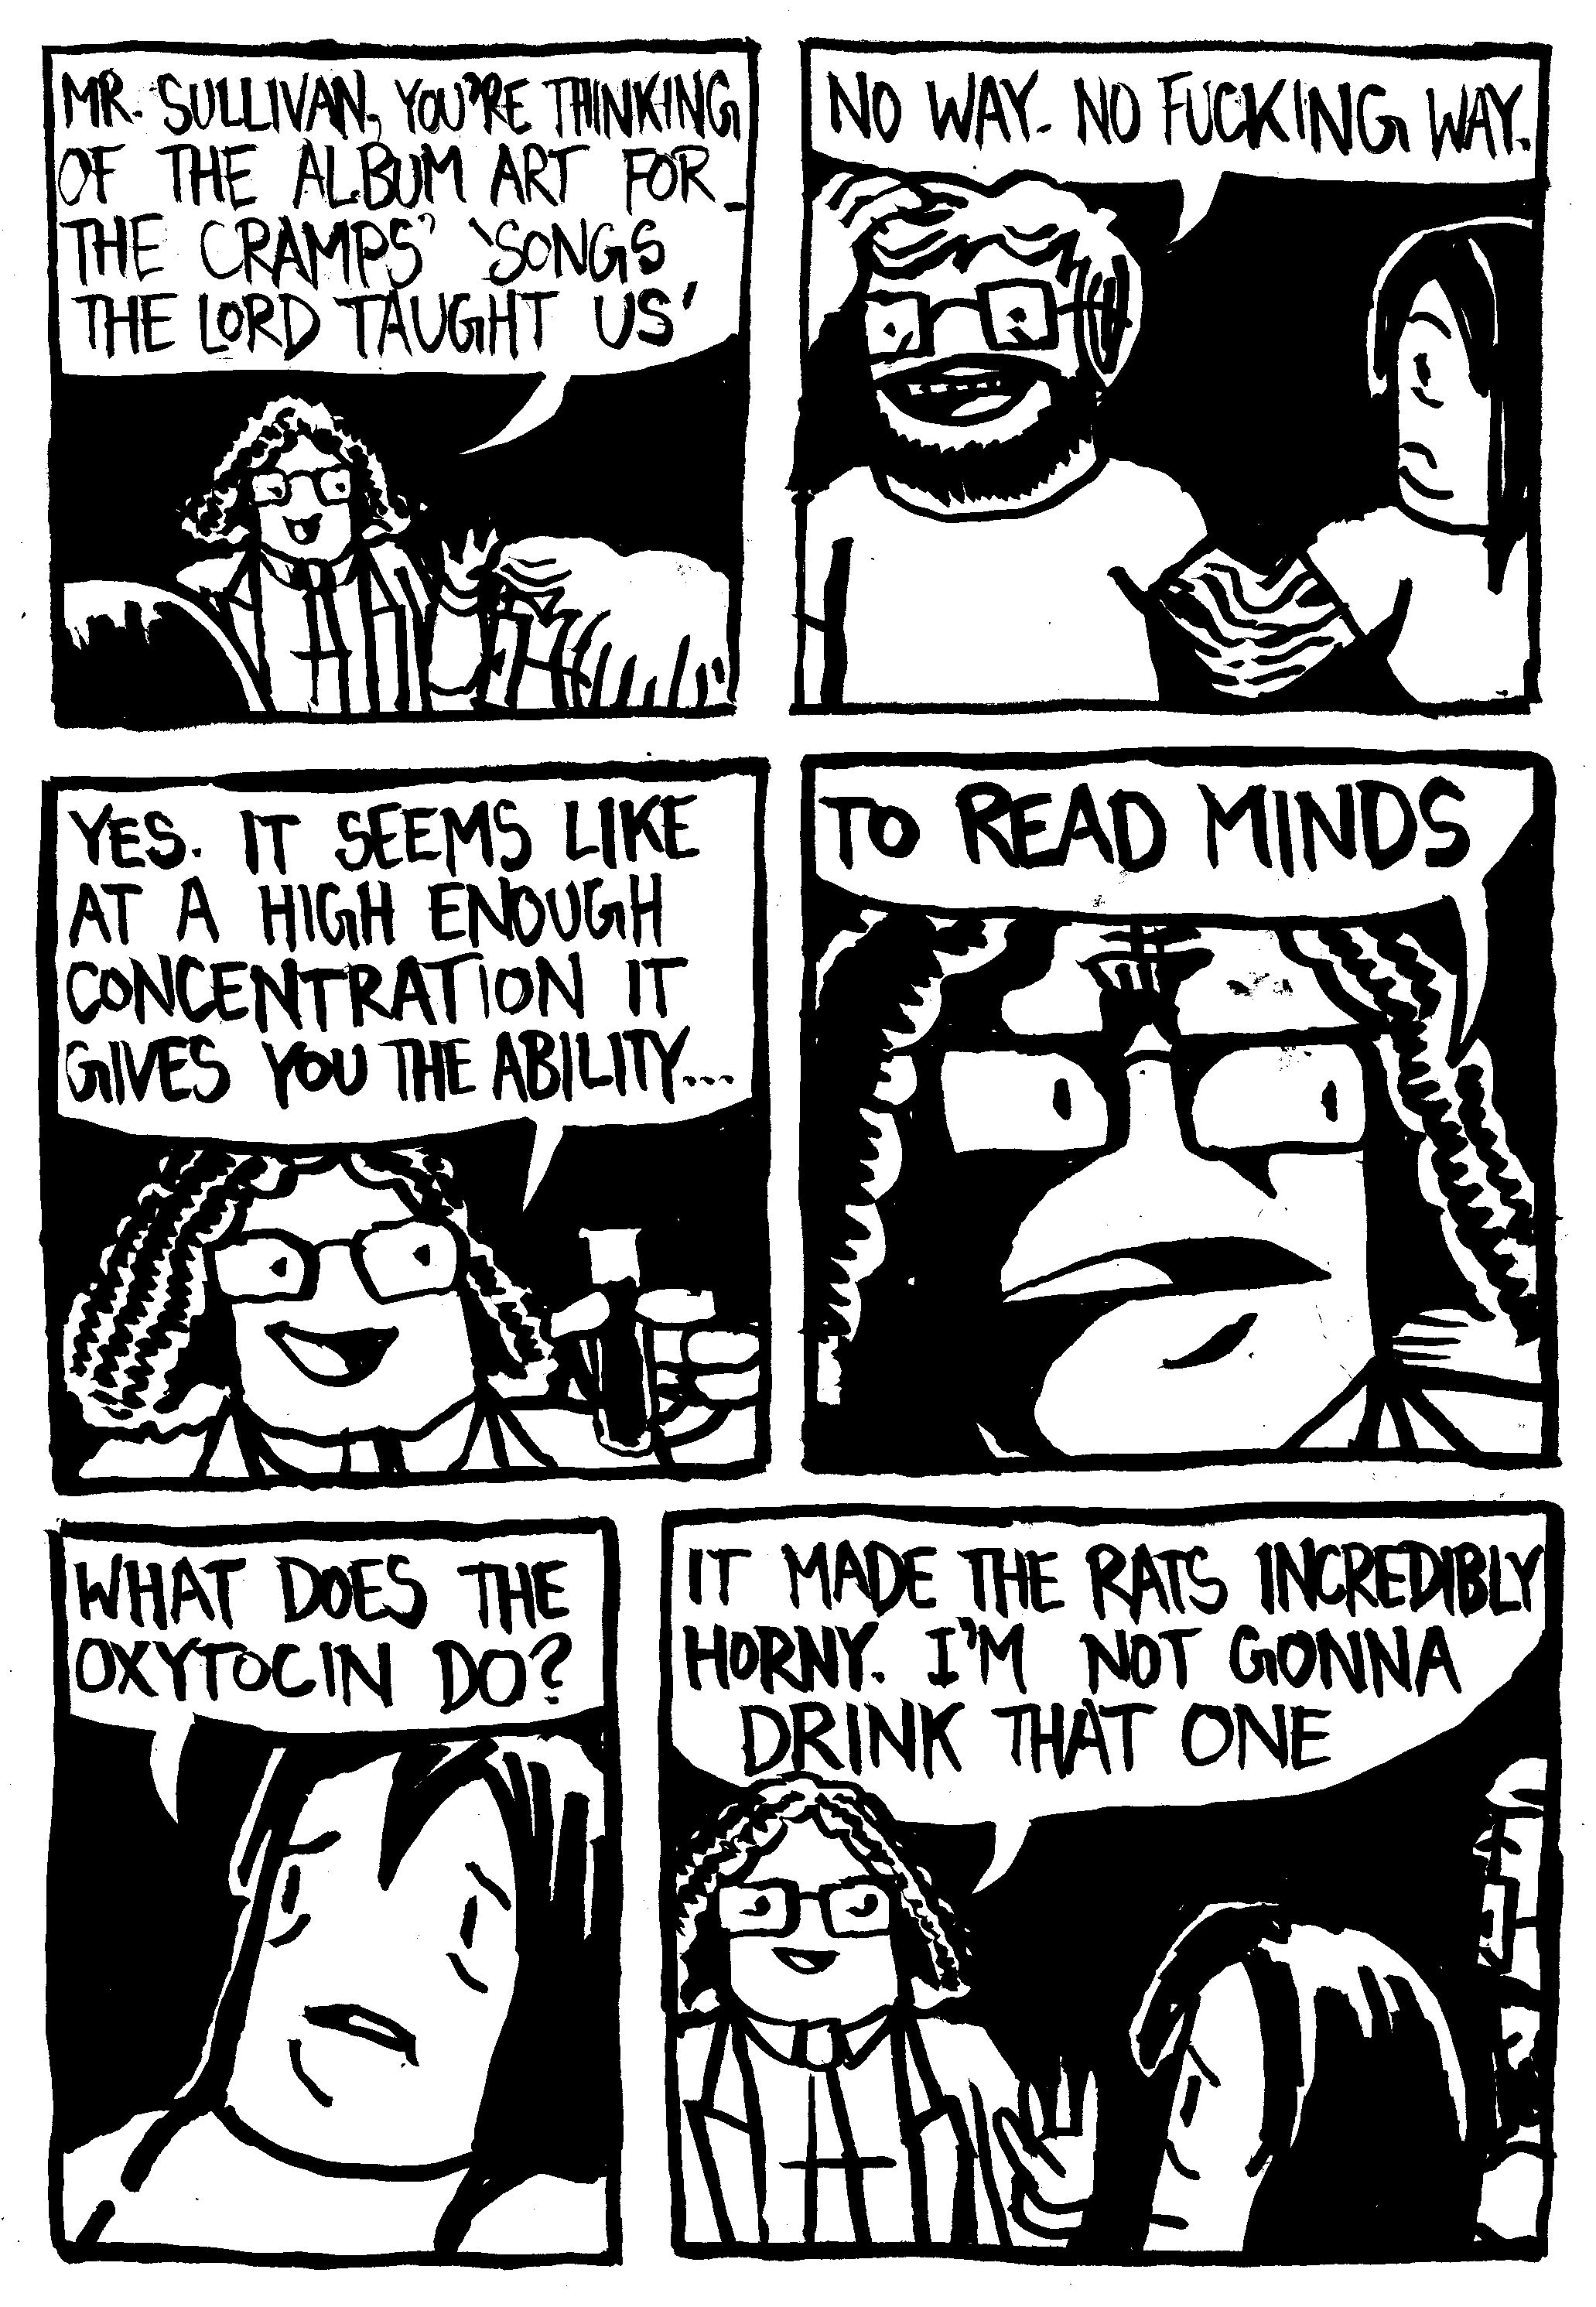 MR. SULLIVAN, YOU'RE THINKING
OF THE ALBUM ART FOR
THE CRAMPS' 'SONGS
THE LORD TAUGHT US'
NO WAY. NO FUCKING WAY.
YES. IT SEEMS LIKE
AT A HIGH ENOUGH
CONCENTRATION IT
GIVES YOU THE ABILITY...
TO READ MINDS
WHAT DOES THE
OXYTOCIN DO?
IT MADE THE RATS INCREDIBLY
HORNY. I'M NOT GONNA
DRINK THAT ONE